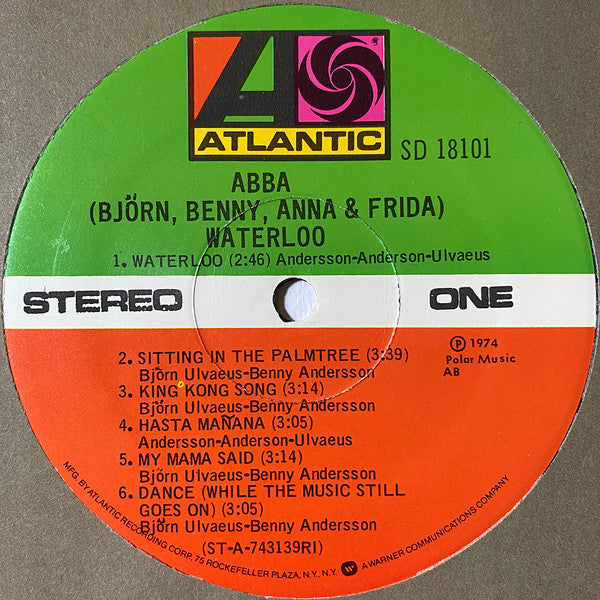 ATLANTIC
SD 18101
ABBA
(BJÖRN, BENNY, ANNA & FRIDA)
WATERLOO
1. WATERLOO (2:46) Andersson-Anderson-Ulvaeus
STEREO ONE
℗ 1974
Polar Music
AB
2. SITTING IN THE PALMTREE (3:39)
Björn Ulvaeus-Benny Andersson
3. KING KONG SONG (3:14)
Björn Ulvaeus-Benny Andersson
4. HASTA MAÑANA (3:05)
Andersson-Anderson-Ulvaeus
5. MY MAMA SAID (3:14)
Björn Ulvaeus-Benny Andersson
6. DANCE (WHILE THE MUSIC STILL
GOES ON) (3:05)
Björn Ulvaeus-Benny Andersson
(ST-A-743139RI)
MFG. BY ATLANTIC RECORDING CORP., 75 ROCKEFELLER PLAZA, N.Y., N.Y. A WARNER COMMUNICATIONS COMPANY